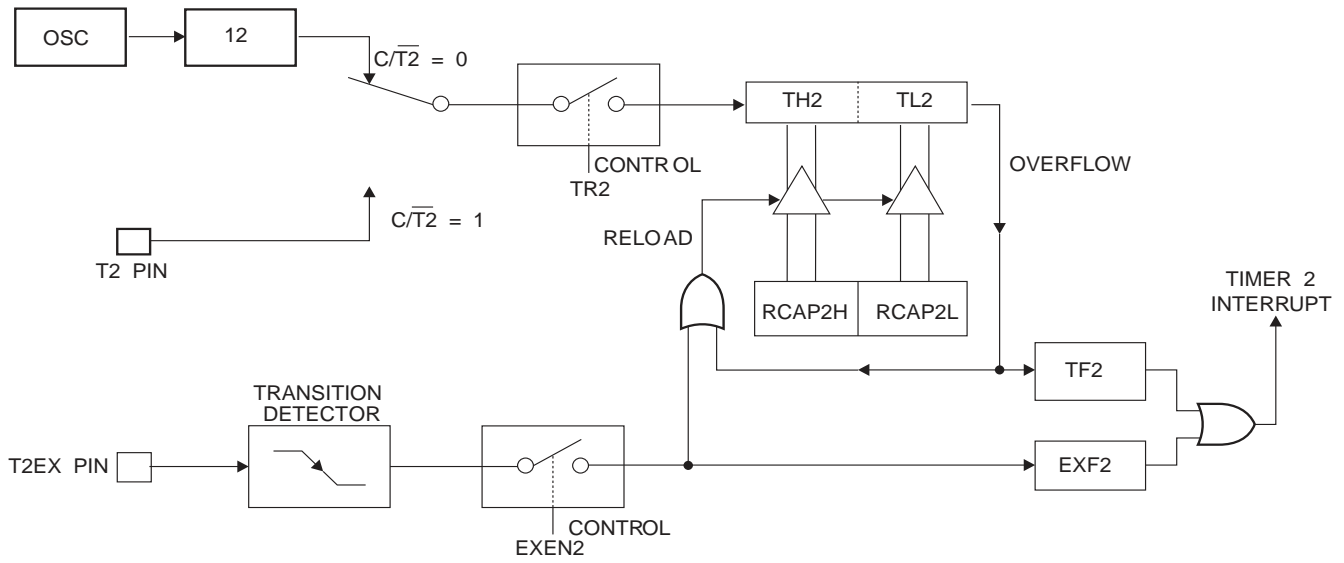 OSC
12
C/T2 = 0
TH2
TL2
CONTROL
TR2
OVERFLOW
C/T2 = 1
RELOAD
T2 PIN
RCAP2H
RCAP2L
TIMER 2
INTERRUPT
TF2
TRANSITION
DETECTOR
T2EX PIN
EXF2
CONTROL
EXEN2